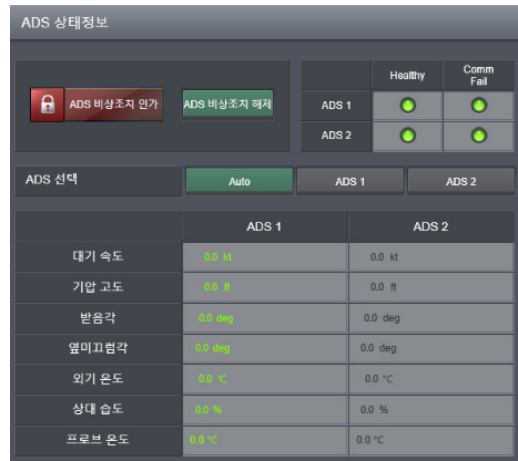 ADS 상태정보
Healthy Comm Fail
ADS 비상조치 인가 ADS 비상조치 해제
ADS 1
ADS 2
ADS 선택 Auto ADS 1 ADS 2
ADS 1 ADS 2
대기 속도 0.0 kt 0.0 kt
기압 고도 0.0 ft 0.0 ft
받음각 0.0 deg 0.0 deg
옆미끄럼각 0.0 deg 0.0 deg
외기 온도 0.0 ℃ 0.0 ℃
상대 습도 0.0 % 0.0 %
프로브 온도 0.0 ℃ 0.0 ℃